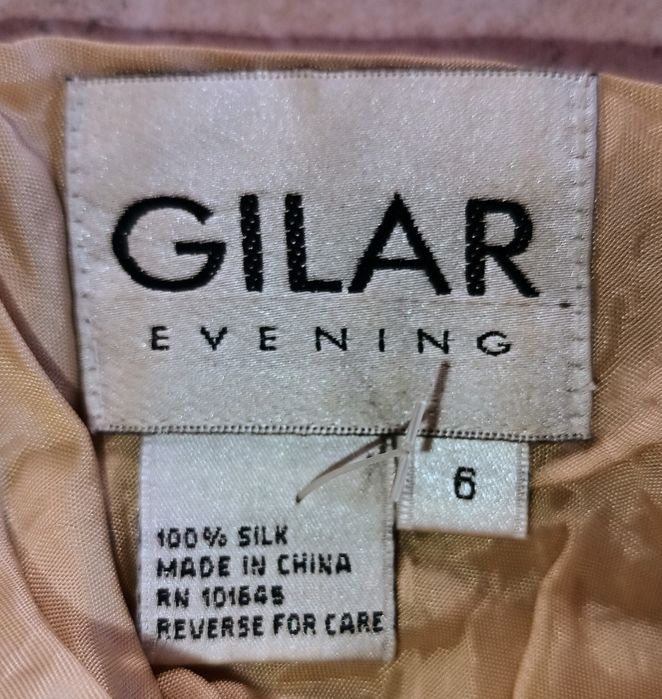 GILAR
EVENING
6
100% SILK
MADE IN CHINA
RN 101645
REVERSE FOR CARE